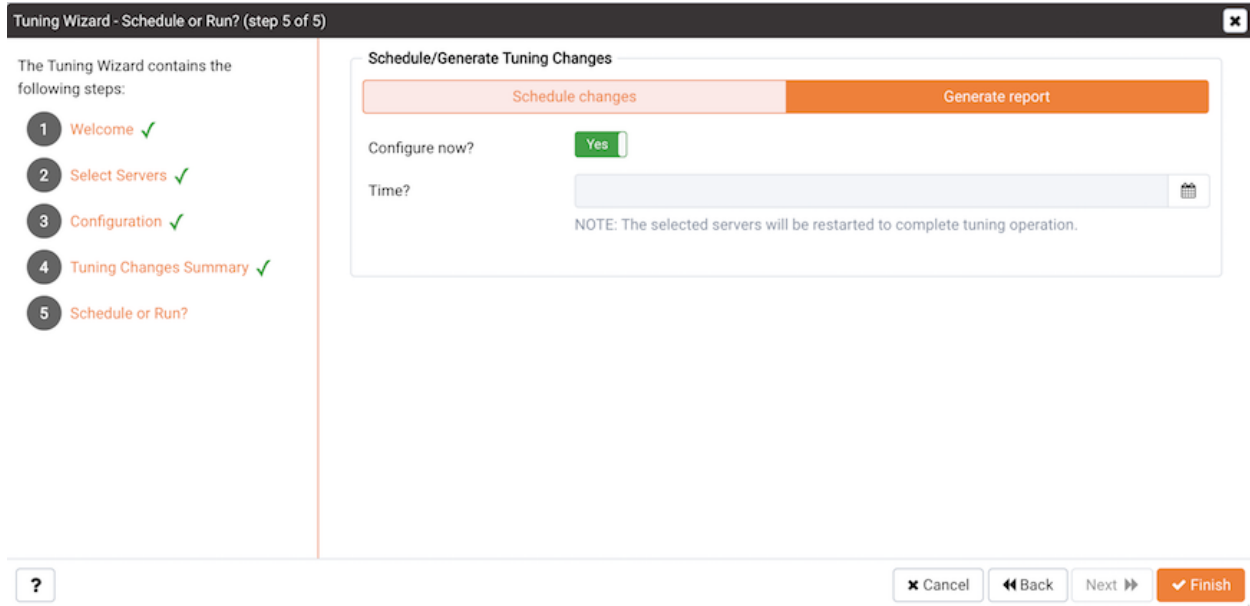 Tuning Wizard - Schedule or Run? (step 5 of 5)
The Tuning Wizard contains the
following steps:
1 Welcome
2 Select Servers
3 Configuration
4 Tuning Changes Summary
5 Schedule or Run?
Schedule/Generate Tuning Changes
Schedule changes Generate report
Configure now? Yes
Time?
NOTE: The selected servers will be restarted to complete tuning operation.
? Cancel Back Next Finish